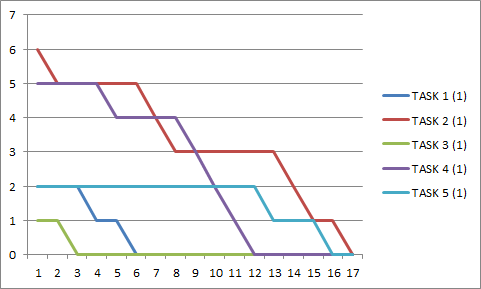 7
6
5
4
3
2
1
0
1 2 3 4 5 6 7 8 9 10 11 12 13 14 15 16 17
TASK 1 (1)
TASK 2 (1)
TASK 3 (1)
TASK 4 (1)
TASK 5 (1)